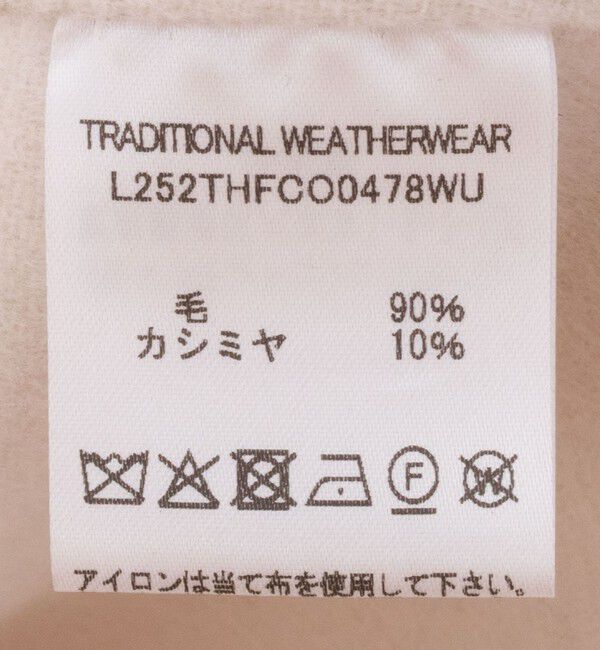 TRADITIONAL WEATHERWEAR
L252THFCO0478WU
毛 90%
カシミヤ 10%
F W
アイロンは当て布を使用して下さい。